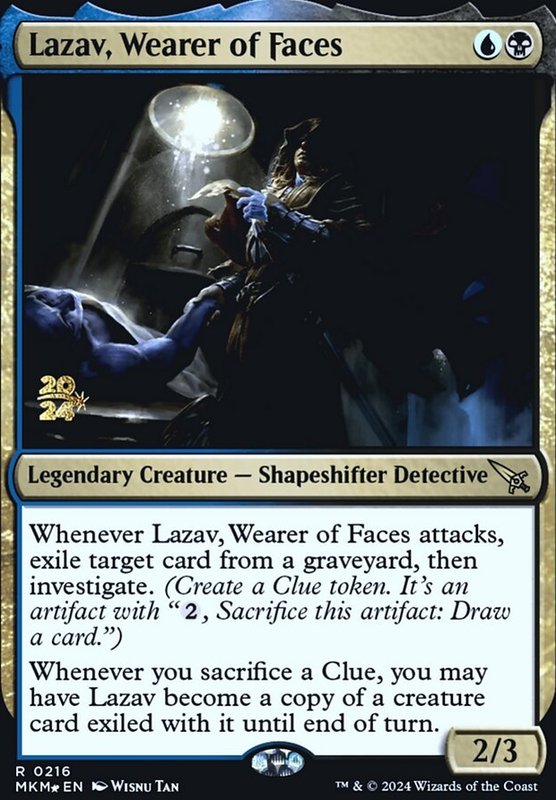 Lazav, Wearer of Faces
2024
Legendary Creature — Shapeshifter Detective
Whenever Lazav, Wearer of Faces attacks,
exile target card from a graveyard, then
investigate. (Create a Clue token. It's an
artifact with "2, Sacrifice this artifact: Draw
a card.")
Whenever you sacrifice a Clue, you may
have Lazav become a copy of a creature
card exiled with it until end of turn.
2/3
R 0216
MKM★EN Wisnu Tan
™ & © 2024 Wizards of the Coast